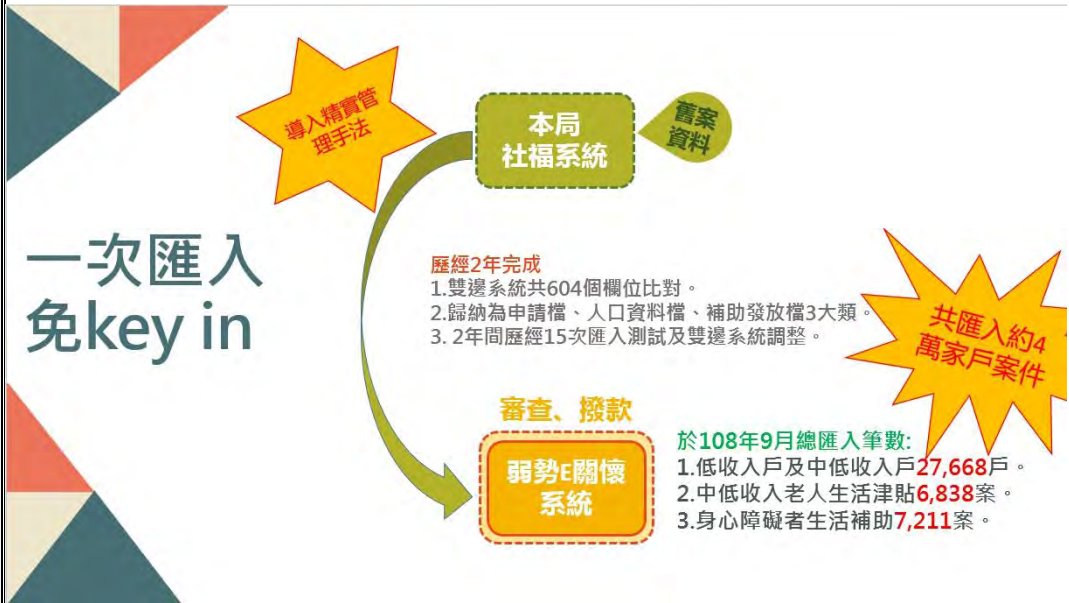 導入精實管
理手法
本局
社福系統
舊案
資料
一次匯入
免key in
歷經2年完成
1.雙邊系統共604個欄位比對。
2.歸納為申請檔、人口資料檔、補助發放檔3大類。
3. 2年間歷經15次匯入測試及雙邊系統調整。
共匯入約4
萬家戶案件
審查、撥款
弱勢E關懷
系統
於108年9月總匯入筆數:
1.低收入戶及中低收入戶27,668戶。
2.中低收入老人生活津貼6,838案。
3.身心障礙者生活補助7,211案。